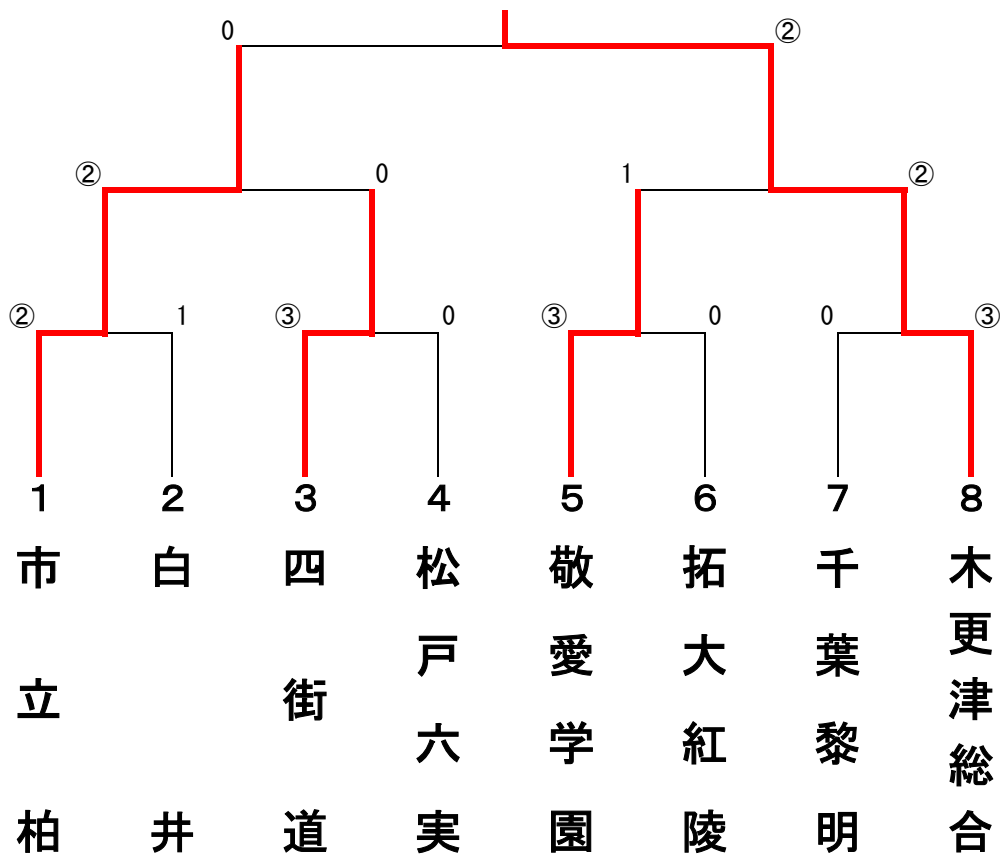 0 ②
② 0 1 ②
② 1 ③ 0 ③ 0 0 ③
1 2 3 4 5 6 7 8
市立柏
白井
四街道
松戸六実
敬愛学園
拓大紅陵
千葉黎明
木更津総合